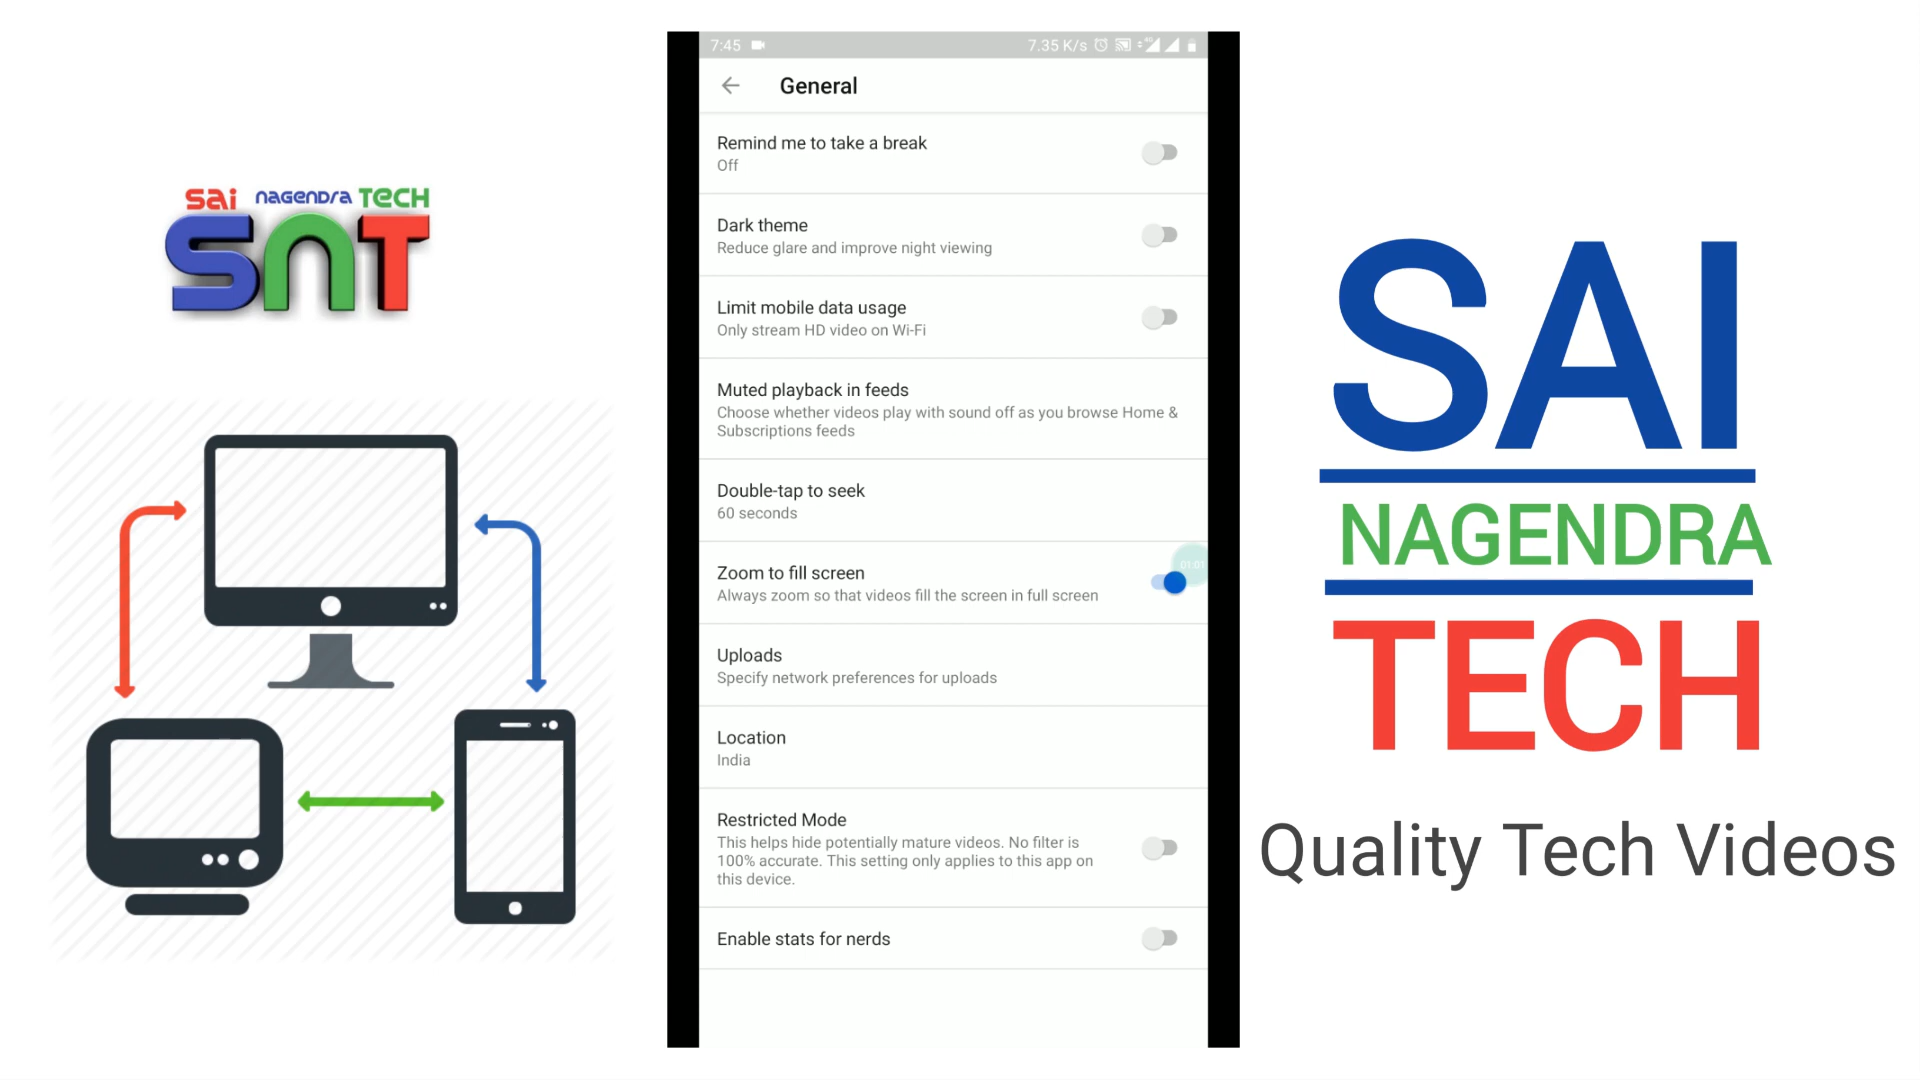 sai nagendra TECH
SNT
7:45
7.35 K/s
4G
General
Remind me to take a break
Off
Dark theme
Reduce glare and improve night viewing
Limit mobile data usage
Only stream HD video on Wi-Fi
Muted playback in feeds
Choose whether videos play with sound off as you browse Home &
Subscriptions feeds
Double-tap to seek
60 seconds
01:01
Zoom to fill screen
Always zoom so that videos fill the screen in full screen
Uploads
Specify network preferences for uploads
Location
India
Restricted Mode
This helps hide potentially mature videos. No filter is
100% accurate. This setting only applies to this app on
this device.
Enable stats for nerds
SAI
NAGENDRA
TECH
Quality Tech Videos